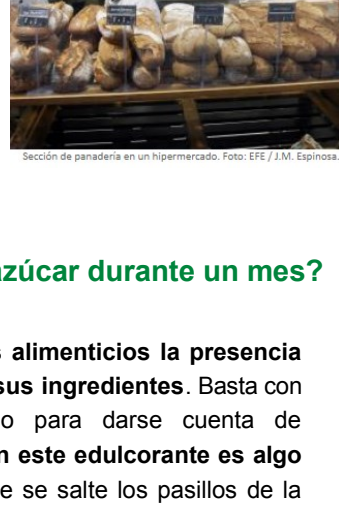 Sección de panadería en un hipermercado. Foto: EFE / J.M. Espinosa.
azúcar durante un mes?
s alimenticios la presencia
sus ingredientes. Basta con
o para darse cuenta de
n este edulcorante es algo
e se salte los pasillos de la